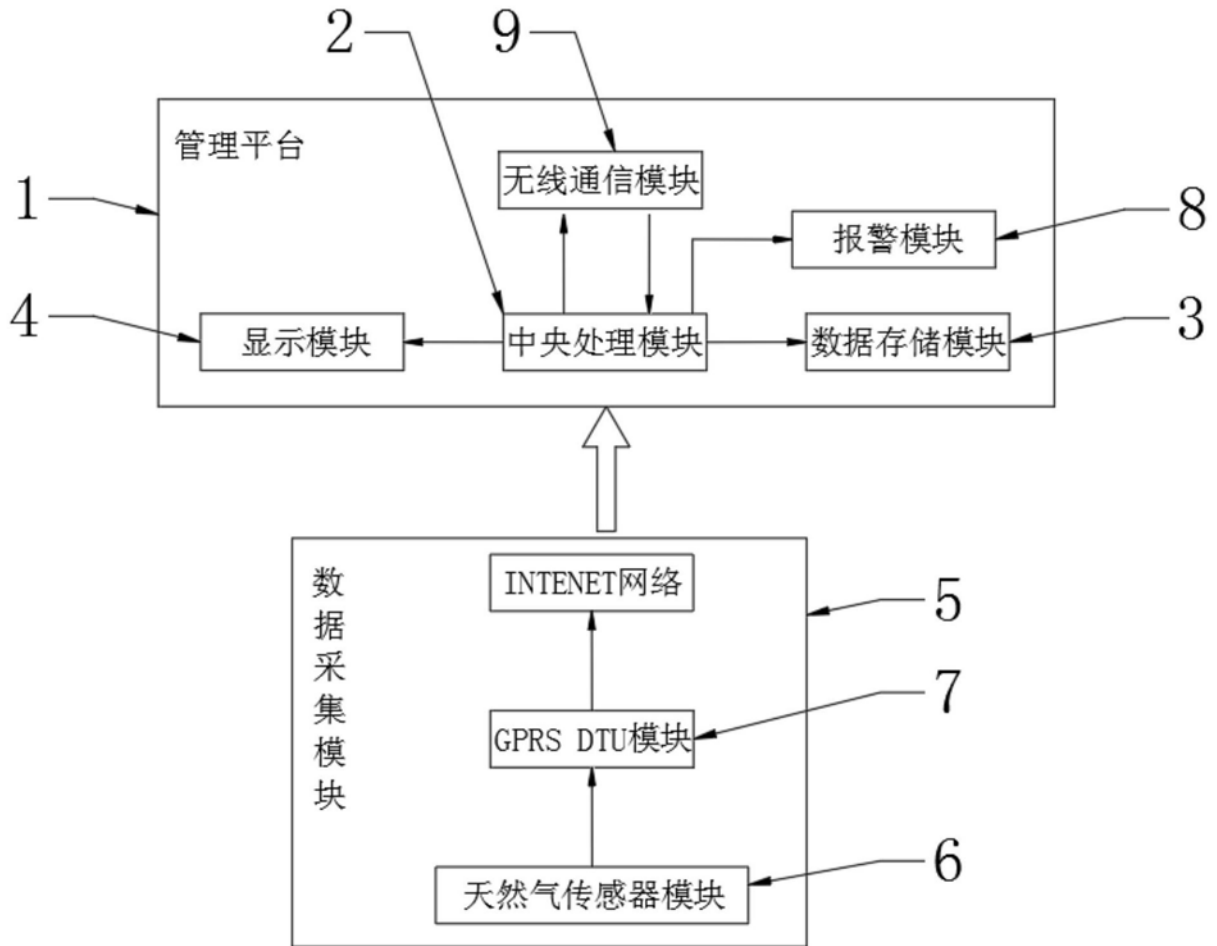 2
9
管理平台
无线通信模块
1
8
报警模块
4
3
显示模块
中央处理模块
数据存储模块
数据采集模块
INTENET网络
5
GPRS DTU模块
7
天然气传感器模块
6